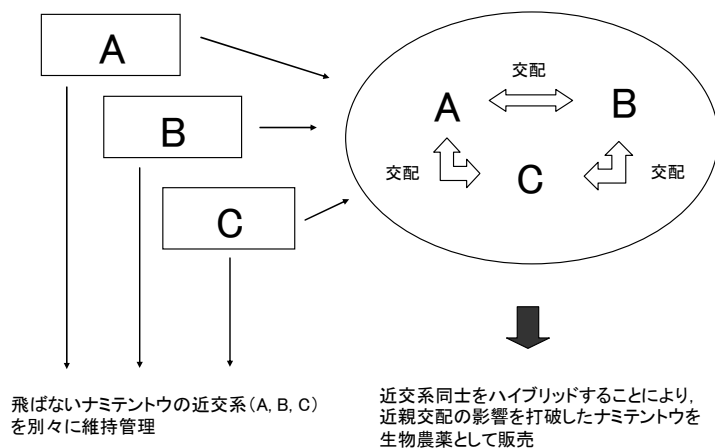 A
B
C
交配
A
B
交配
C
交配
飛ばないナミテントウの近交系(A, B, C)
を別々に維持管理
近交系同士をハイブリッドすることにより,
近親交配の影響を打破したナミテントウを
生物農薬として販売